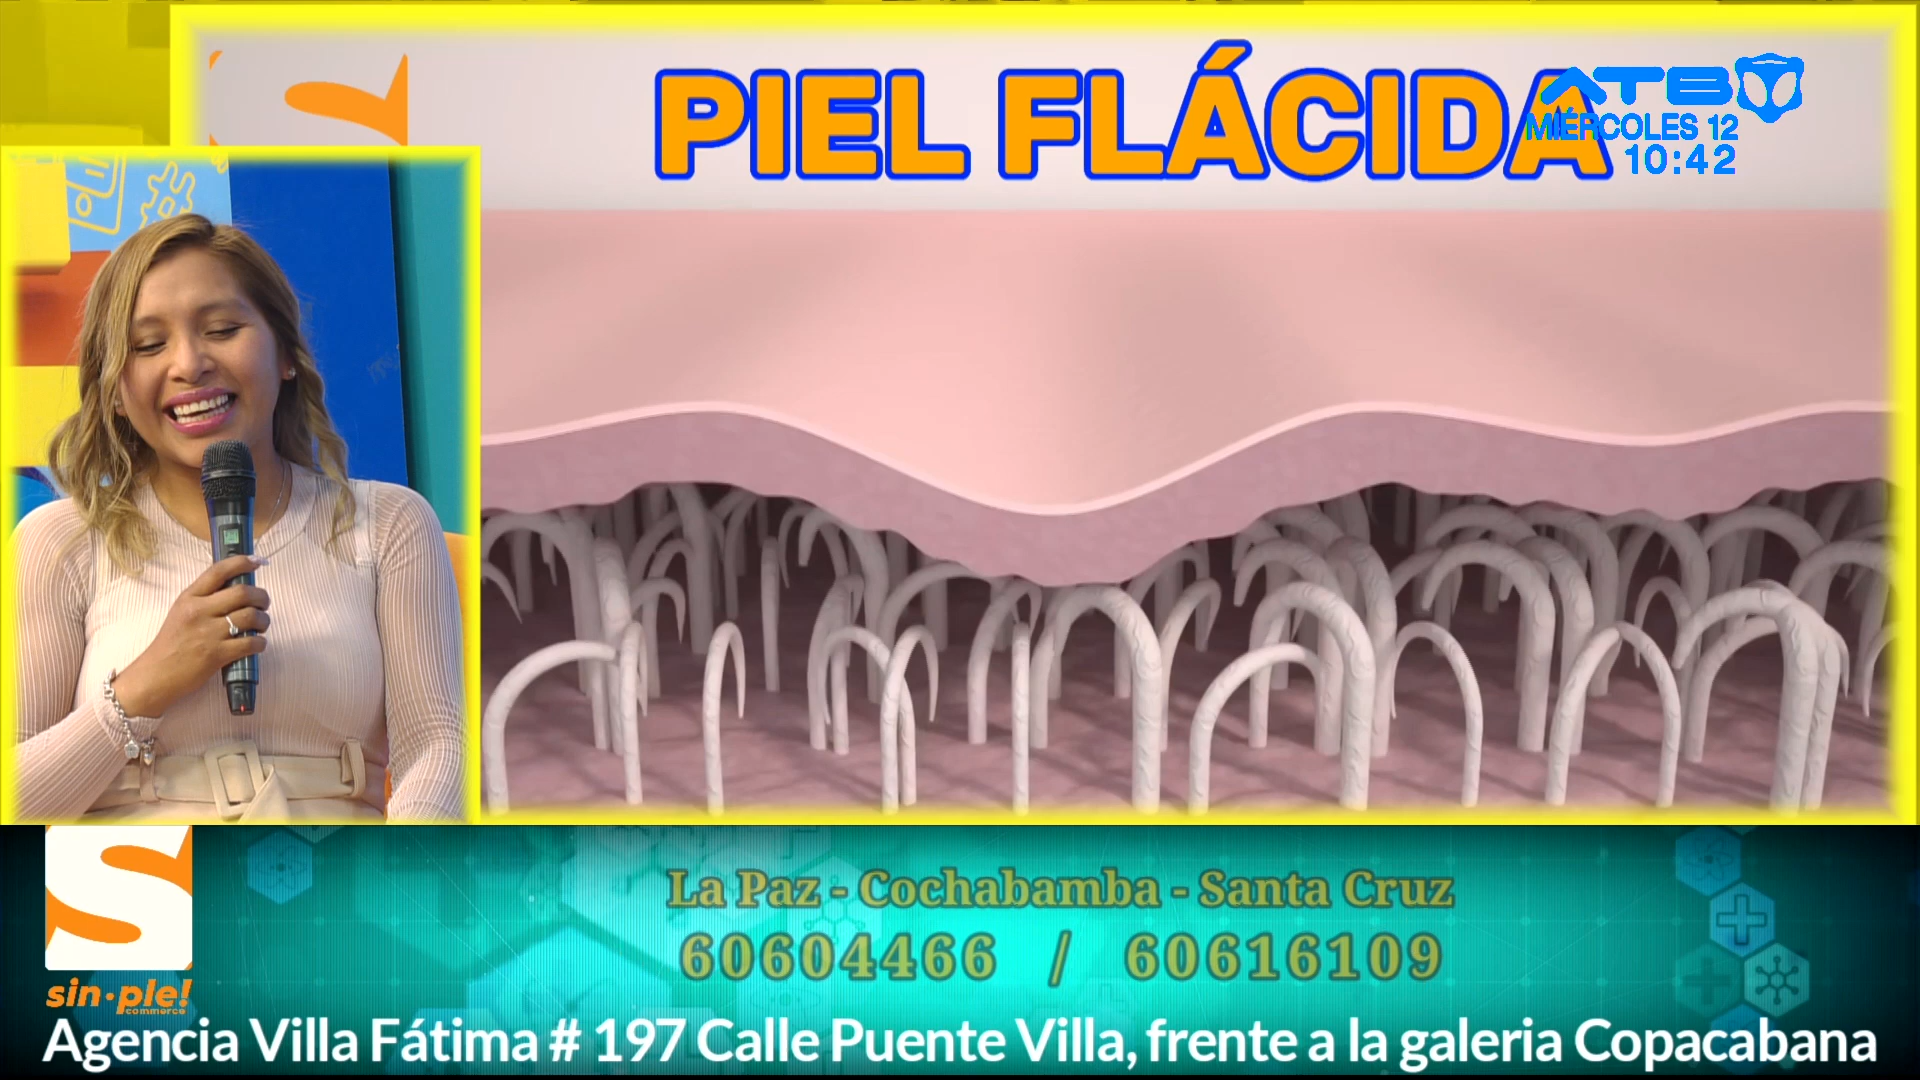 PIEL FLÁCIDA
ATB
MIÉRCOLES 12
10:42
La Paz - Cochabamba - Santa Cruz
60604466 / 60616109
sin·ple!
commerce
Agencia Villa Fátima # 197 Calle Puente Villa, frente a la galeria Copacabana